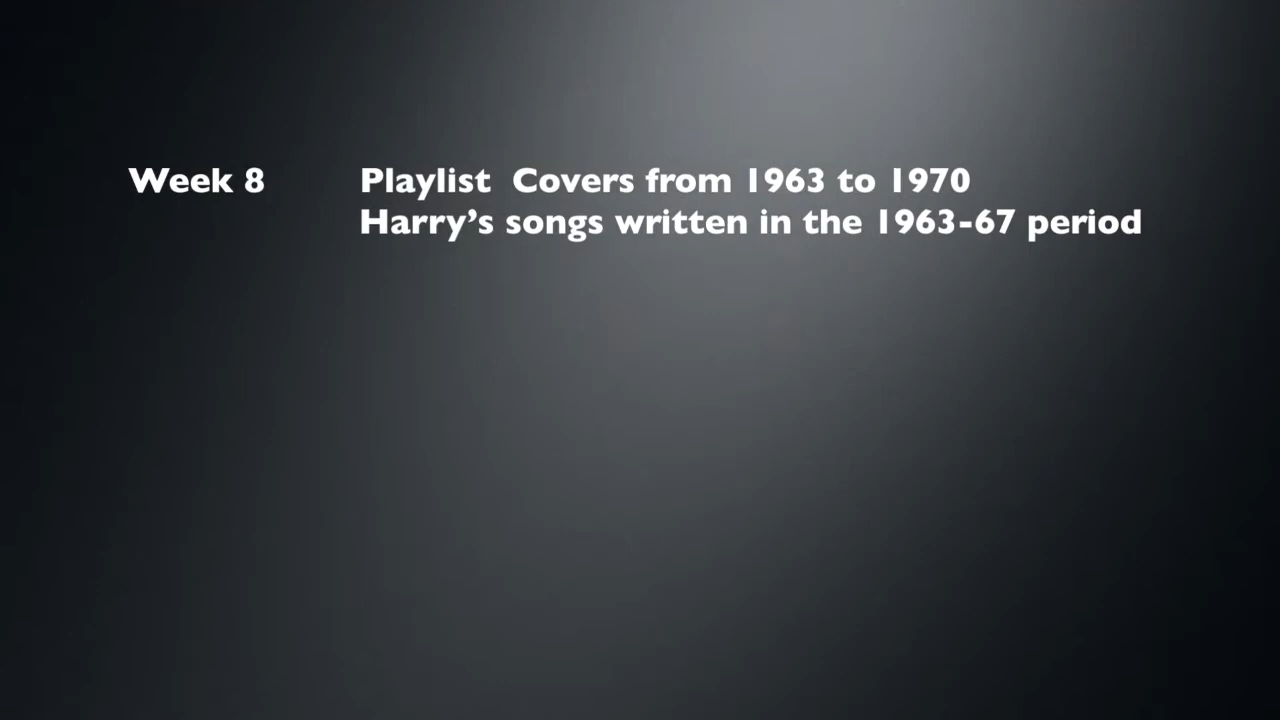 Week 8 Playlist Covers from 1963 to 1970
Harry’s songs written in the 1963-67 period